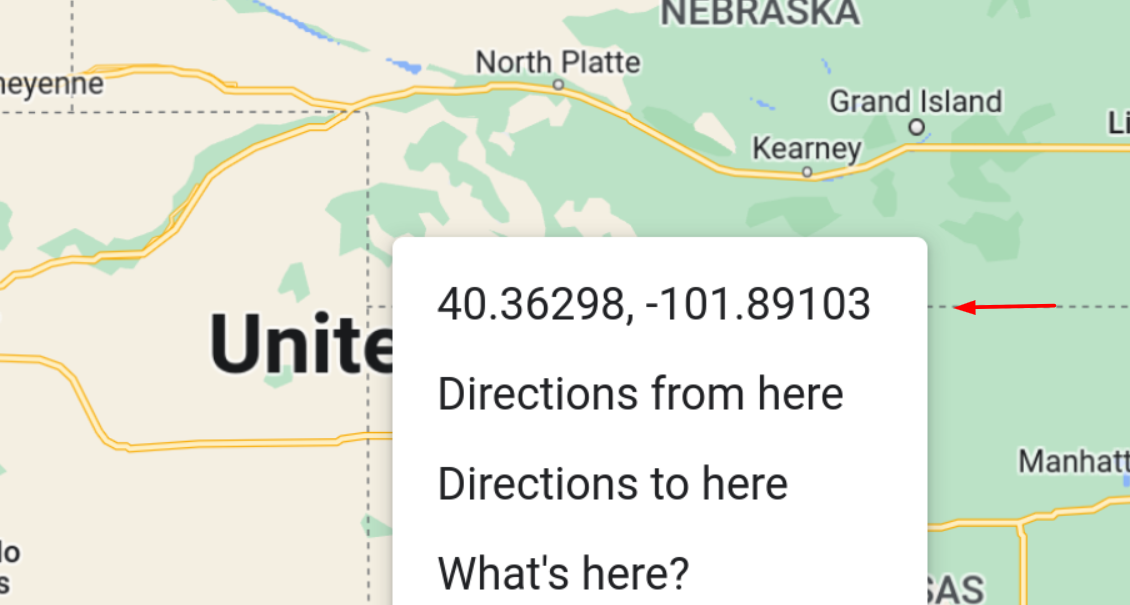 NEBRASKA
North Platte
heyenne
Grand Island
Li
Kearney
40.36298, -101.89103
Unite
Directions from here
Directions to here
Manhatt
What's here?
lo
s
SAS